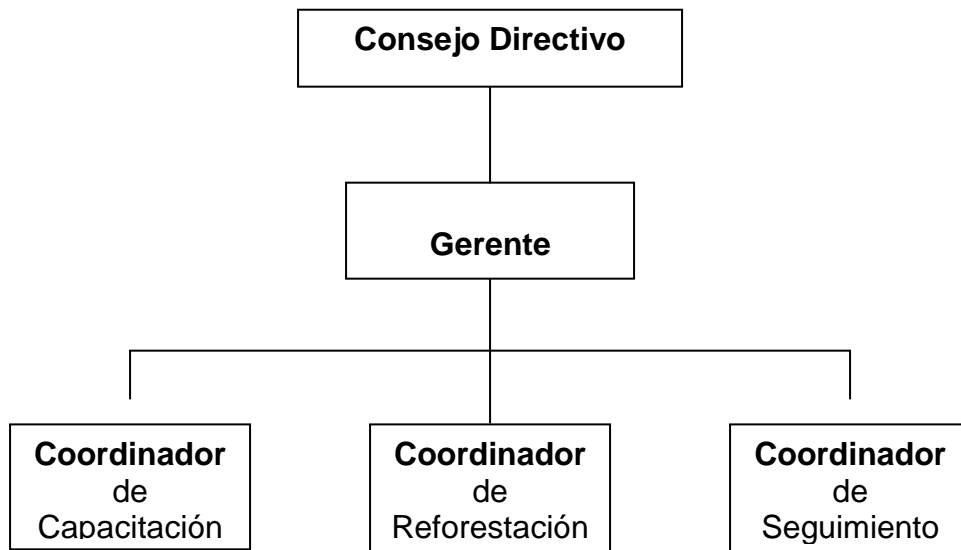 Consejo Directivo
Gerente
Coordinador
de
Capacitación
Coordinador
de
Reforestación
Coordinador
de
Seguimiento